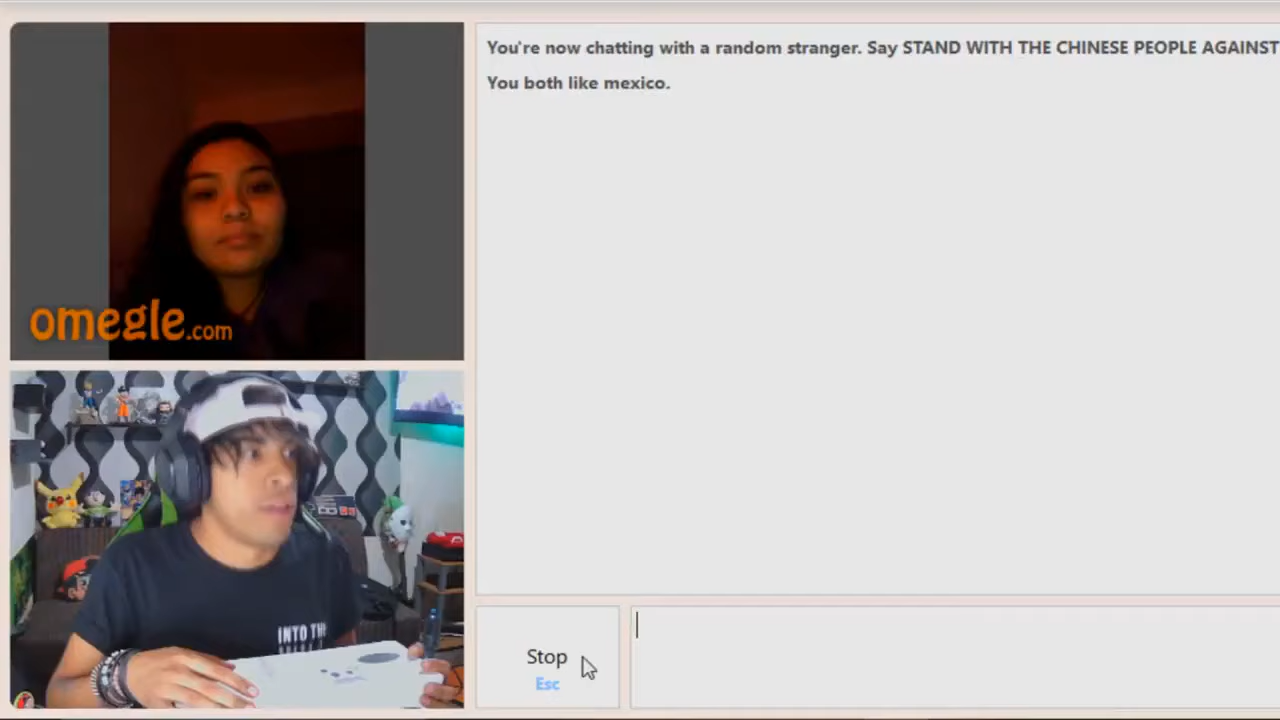 You're now chatting with a random stranger. Say STAND WITH THE CHINESE PEOPLE AGAINST
You both like mexico.
omegle.com
INTO THE
Stop
Esc